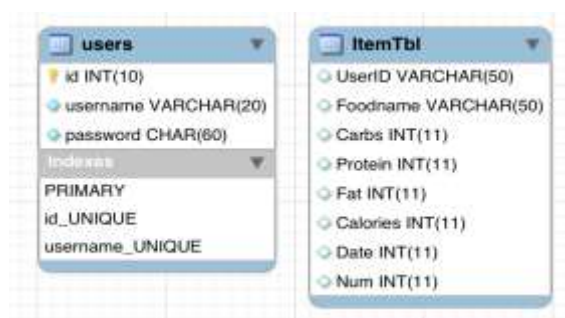 users
id INT(10)
username VARCHAR(20)
password CHAR(60)
Indexes
PRIMARY
id_UNIQUE
username_UNIQUE
ItemTbl
UserID VARCHAR(50)
Foodname VARCHAR(50)
Carbs INT(11)
Protein INT(11)
Fat INT(11)
Calories INT(11)
Date INT(11)
Num INT(11)